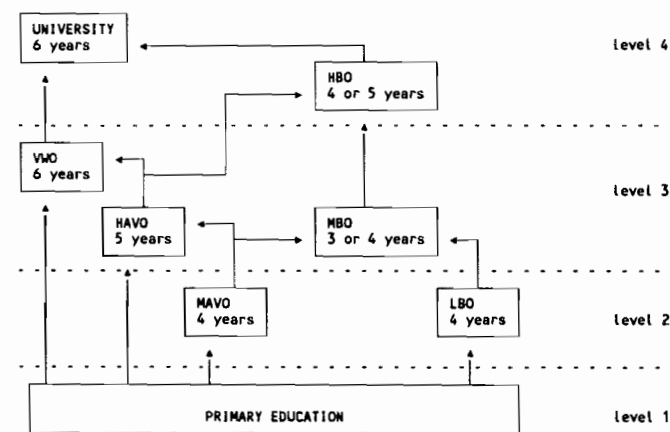 UNIVERSITY
6 years
level 4
HBO
4 or 5 years
VWO
6 years
level 3
HAVO
5 years
MBO
3 or 4 years
MAVO
4 years
LBO
4 years
level 2
PRIMARY EDUCATION
level 1